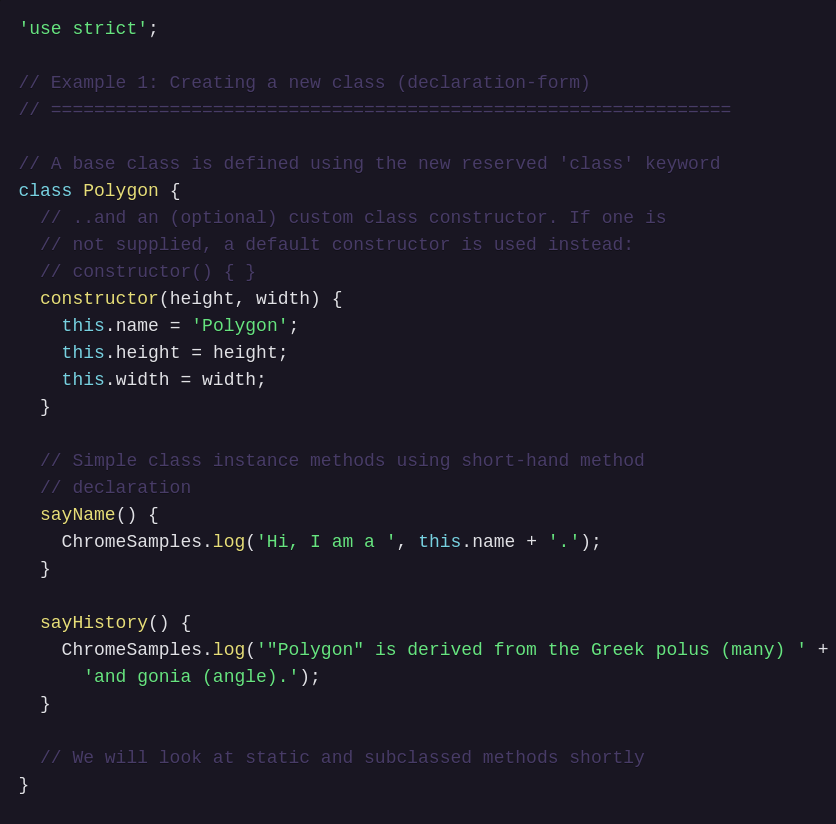 'use strict';

// Example 1: Creating a new class (declaration-form)
// ===============================================================

// A base class is defined using the new reserved 'class' keyword
class Polygon {
  // ..and an (optional) custom class constructor. If one is
  // not supplied, a default constructor is used instead:
  // constructor() { }
  constructor(height, width) {
    this.name = 'Polygon';
    this.height = height;
    this.width = width;
  }

  // Simple class instance methods using short-hand method
  // declaration
  sayName() {
    ChromeSamples.log('Hi, I am a ', this.name + '.');
  }

  sayHistory() {
    ChromeSamples.log('"Polygon" is derived from the Greek polus (many) ' +
      'and gonia (angle).');
  }

  // We will look at static and subclassed methods shortly
}